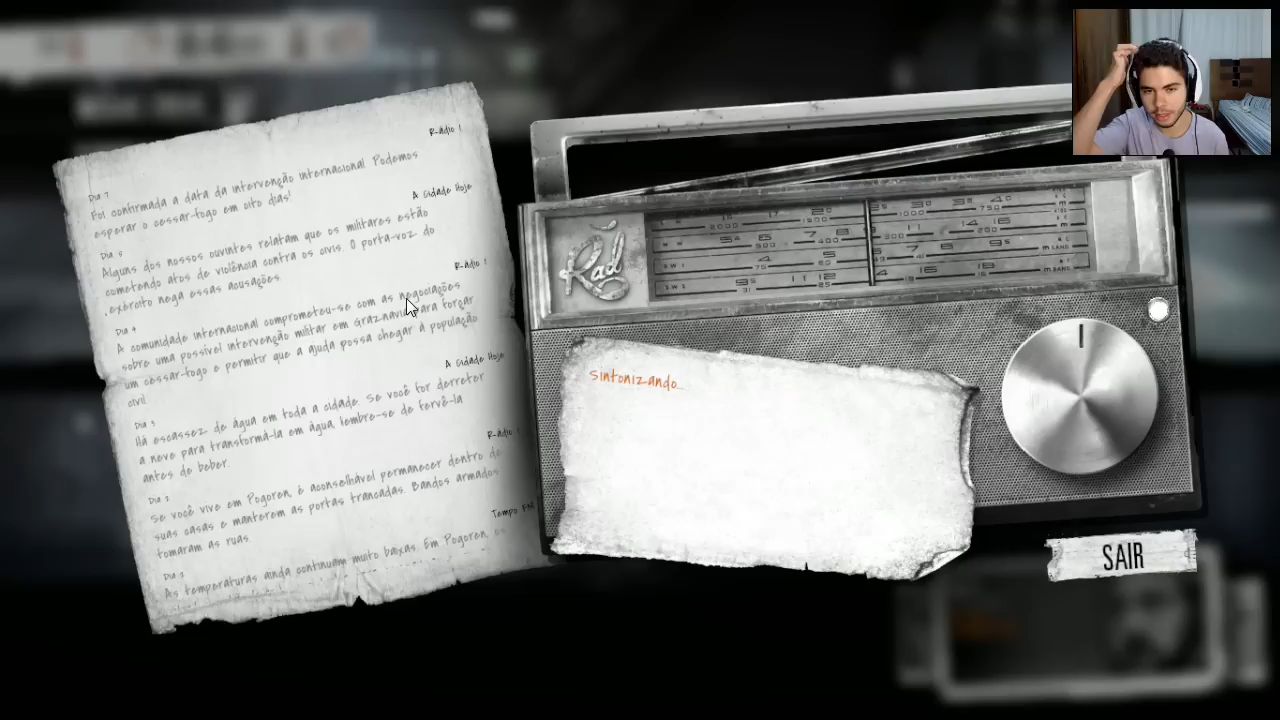 Rádio 1
Dia 7
Foi confirmada a data da intervenção internacional Podemos
esperar o cessar-fogo em oito dias!
A Cidade Hoje
Dia 5
Alguns dos nossos ouvintes relatam que os militares estão
cometendo atos de violência contra os civis. O porta-voz do
exército nega essas acusações.
Rádio 1
Dia 4
A comunidade internacional comprometeu-se com as negociações
sobre uma possível intervenção militar em Graznavia para forçar
um cessar-fogo e permitir que a ajuda possa chegar à população
civil
A Cidade Hoje
Dia 3
Há escassez de água em toda a cidade. Se você for derreter
a neve para transformá-la em água, lembre-se de fervê-la
antes de beber.
Rádio
Dia 2
Se você vive em Pogoren, é aconselhável permanecer dentro de
suas casas e manterem as portas trancadas. Bandos armados
tomaram as ruas.
Tempo FM
Dia 2
As temperaturas ainda continuam muito baixas. Em Pogoren, os
Rad
Sintonizando...
SAIR